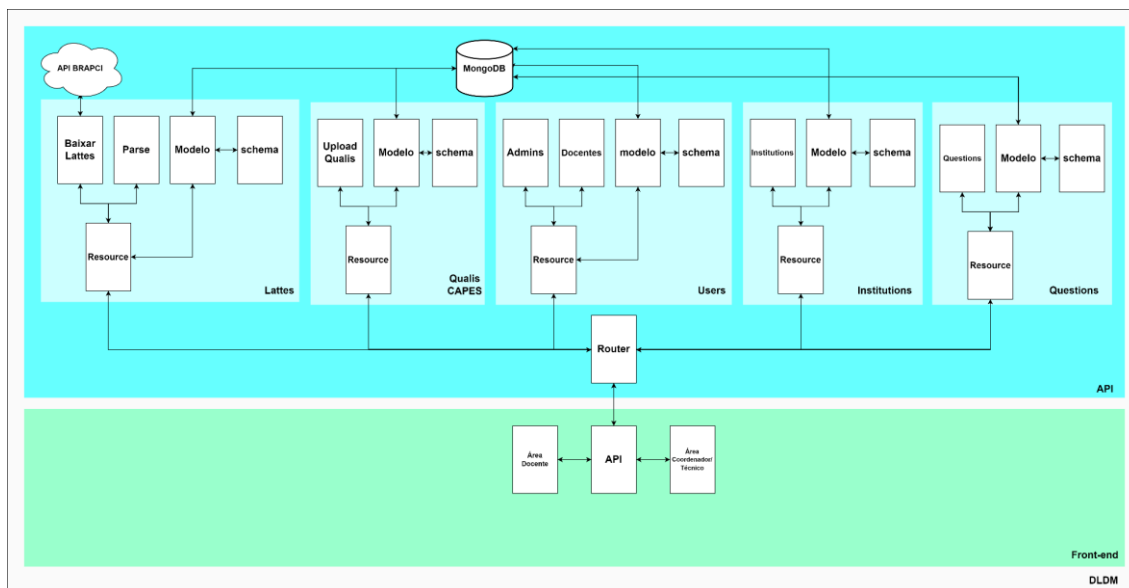 API BRAPCI
MongoDB
Baixar
Lattes
Parse
Modelo
schema
Resource
Lattes
Upload
Qualis
Modelo
schema
Resource
Qualis
CAPES
Admins
Docentes
modelo
schema
Resource
Users
Institutions
Modelo
schema
Resource
Institutions
Questions
Modelo
schema
Resource
Questions
Router
API
Área
Docente
API
Área
Coordenador/
Técnico
Front-end
DLDM